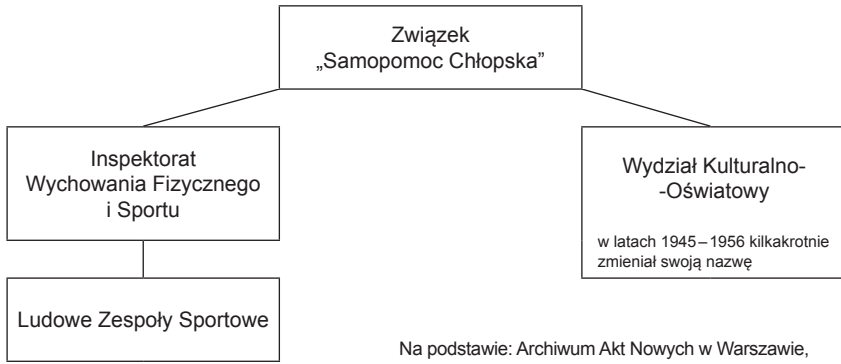 Związek
„Samopomoc Chłopska”
Inspektorat
Wychowania Fizycznego
i Sportu
Wydział Kulturalno-
-Oświatowy
w latach 1945–1956 kilkakrotnie
zmieniał swoją nazwę
Ludowe Zespoły Sportowe
Na podstawie: Archiwum Akt Nowych w Warszawie,